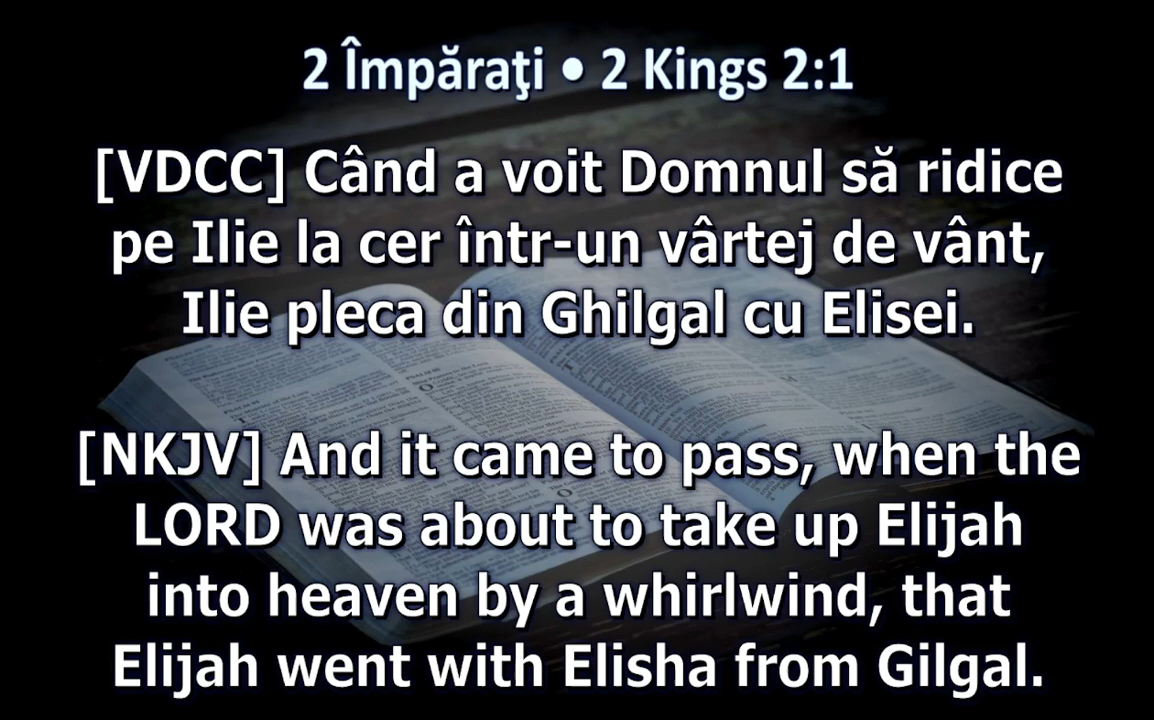 2 Împăraţi • 2 Kings 2:1
[VDCC] Când a voit Domnul să ridice
pe Ilie la cer într-un vârtej de vânt,
Ilie pleca din Ghilgal cu Elisei.
[NKJV] And it came to pass, when the
LORD was about to take up Elijah
into heaven by a whirlwind, that
Elijah went with Elisha from Gilgal.